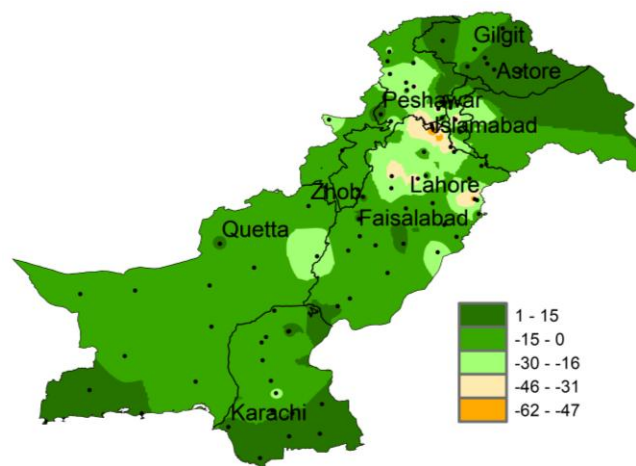 Gilgit
Astore
Peshawar
Islamabad
Zhob
Lahore
Faisalabad
Quetta
Karachi
1 - 15
-15 - 0
-30 - -16
-46 - -31
-62 - -47